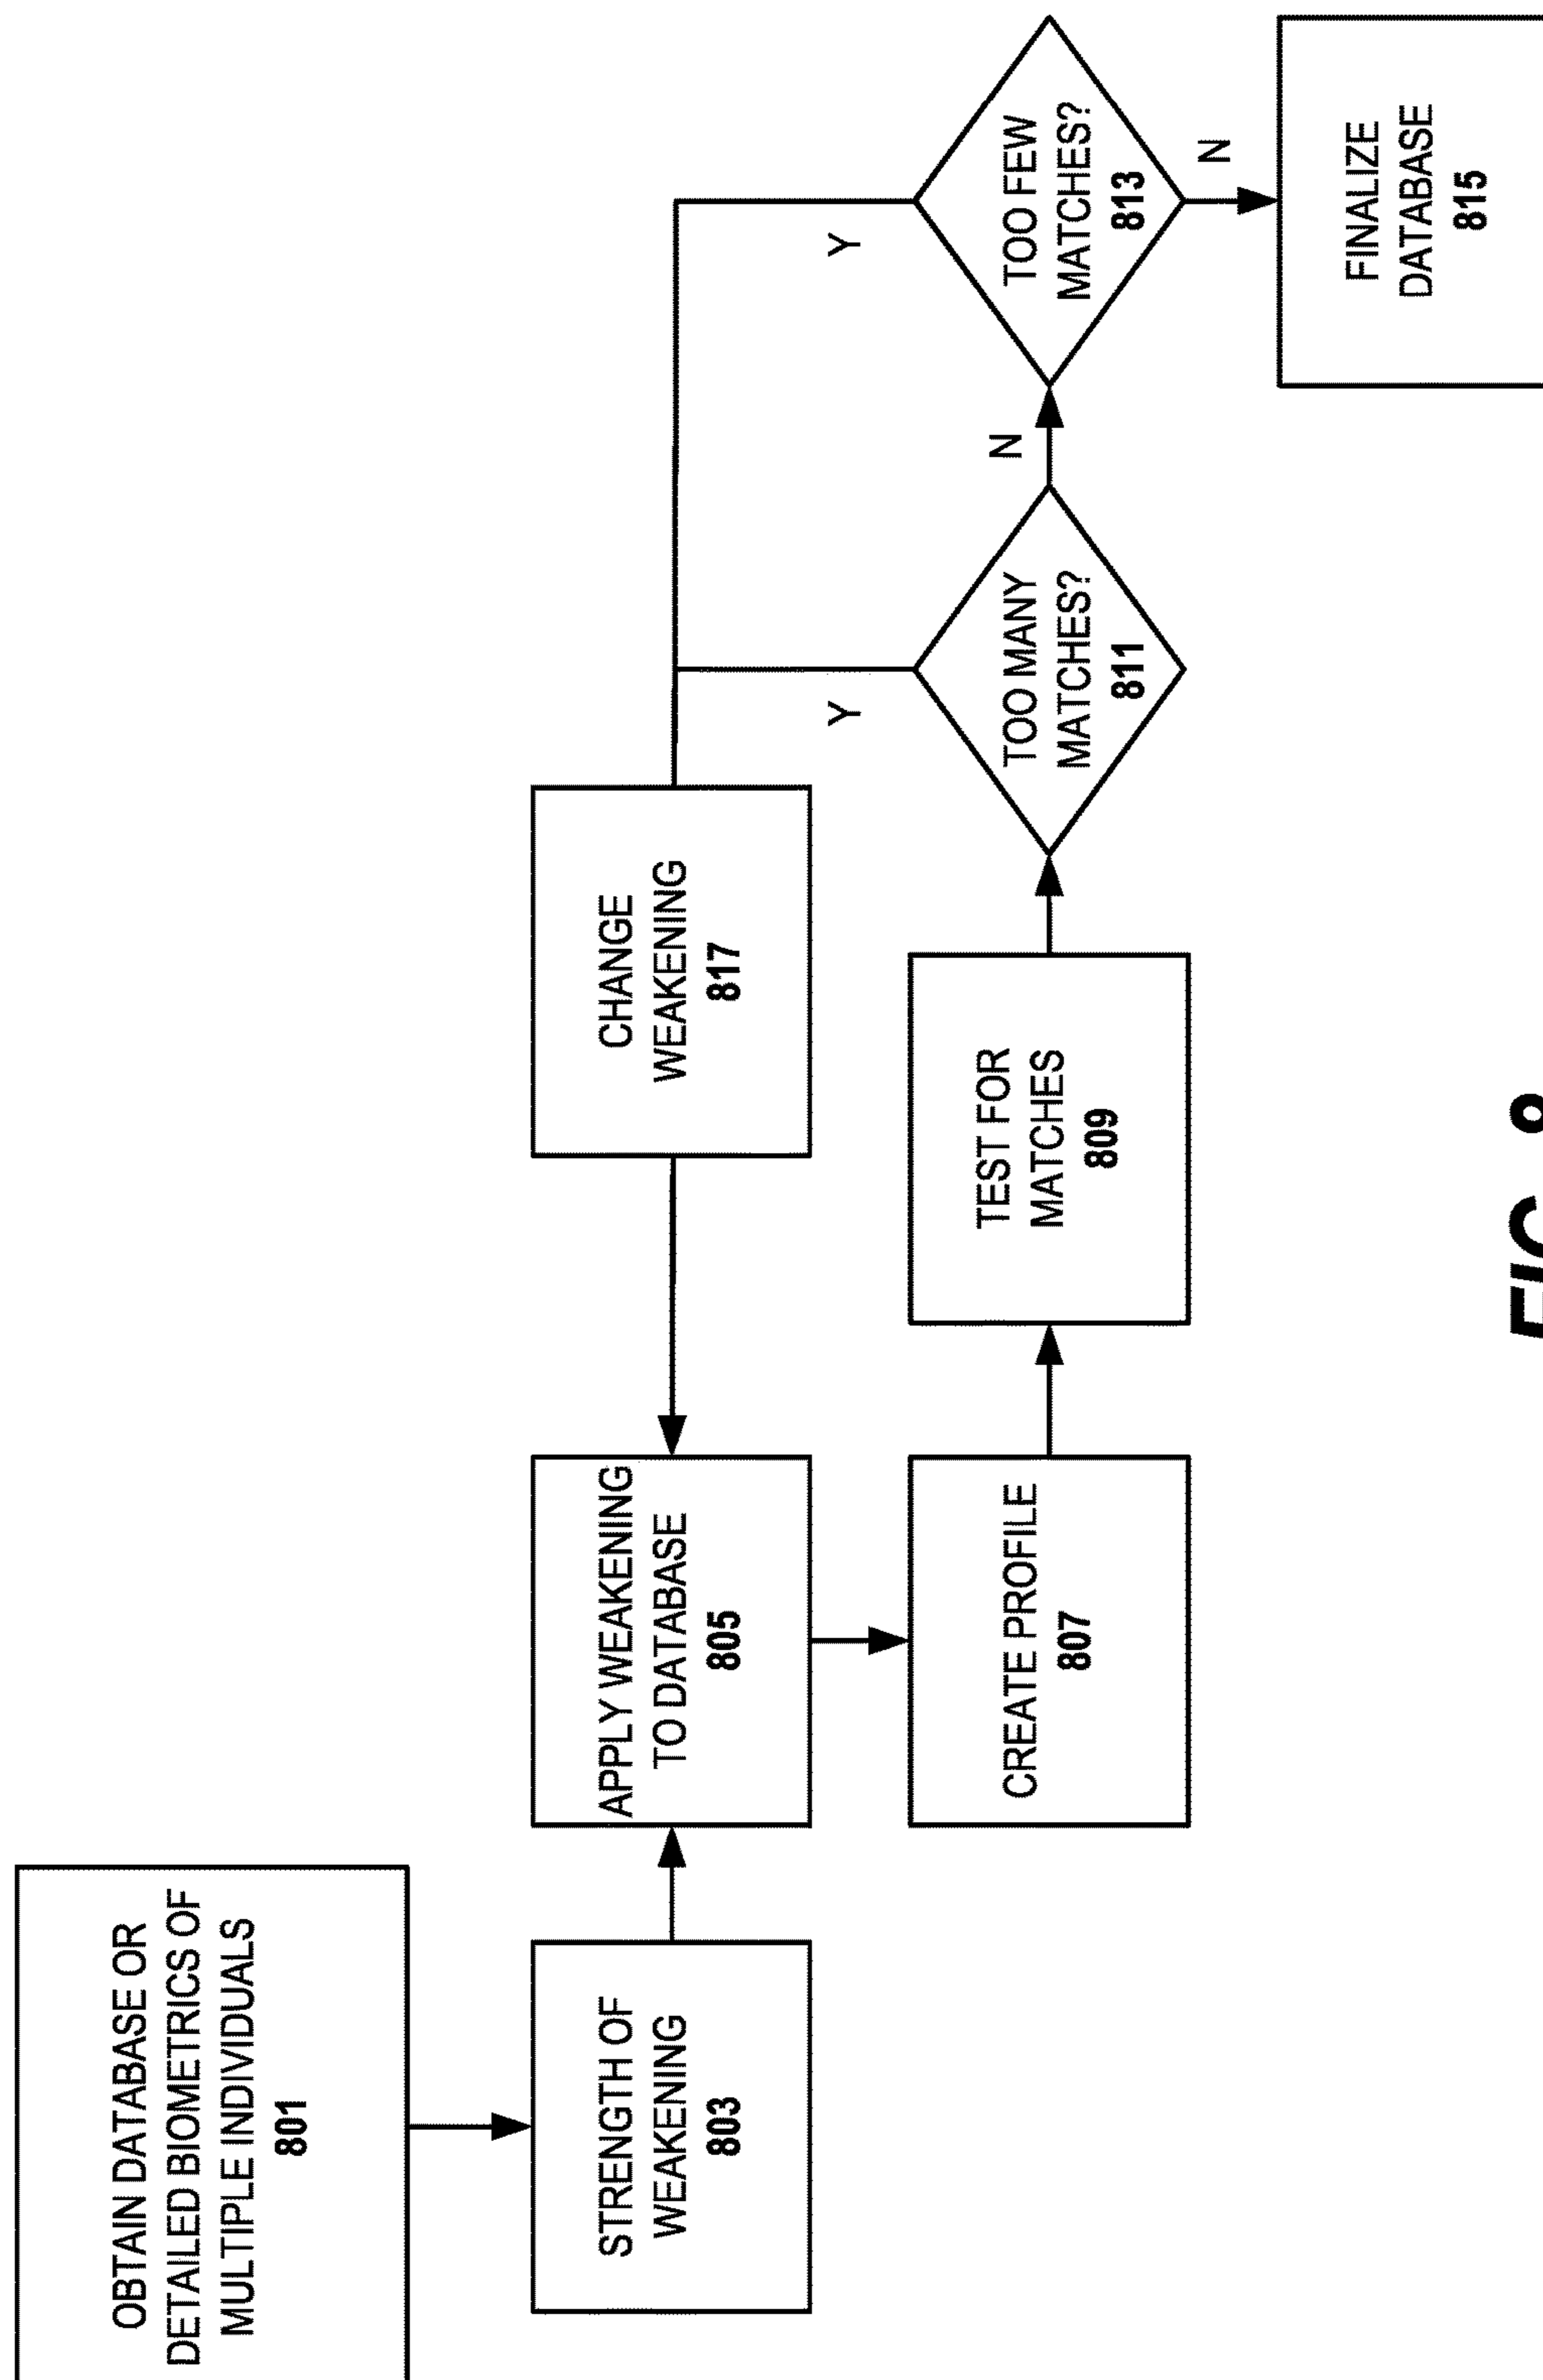 OBTAIN DATABASE OR
DETAILED BIOMETRICS OF
MULTIPLE INDIVIDUALS
801
STRENGTH OF
WEAKENING
803
APPLY WEAKENING
TO DATABASE
805
CHANGE
WEAKENING
817
CREATE PROFILE
807
TEST FOR
MATCHES
809
TOO MANY
MATCHES?
811
Y
N
TOO FEW
MATCHES?
813
Y
N
FINALIZE
DATABASE
815
FIG. 8